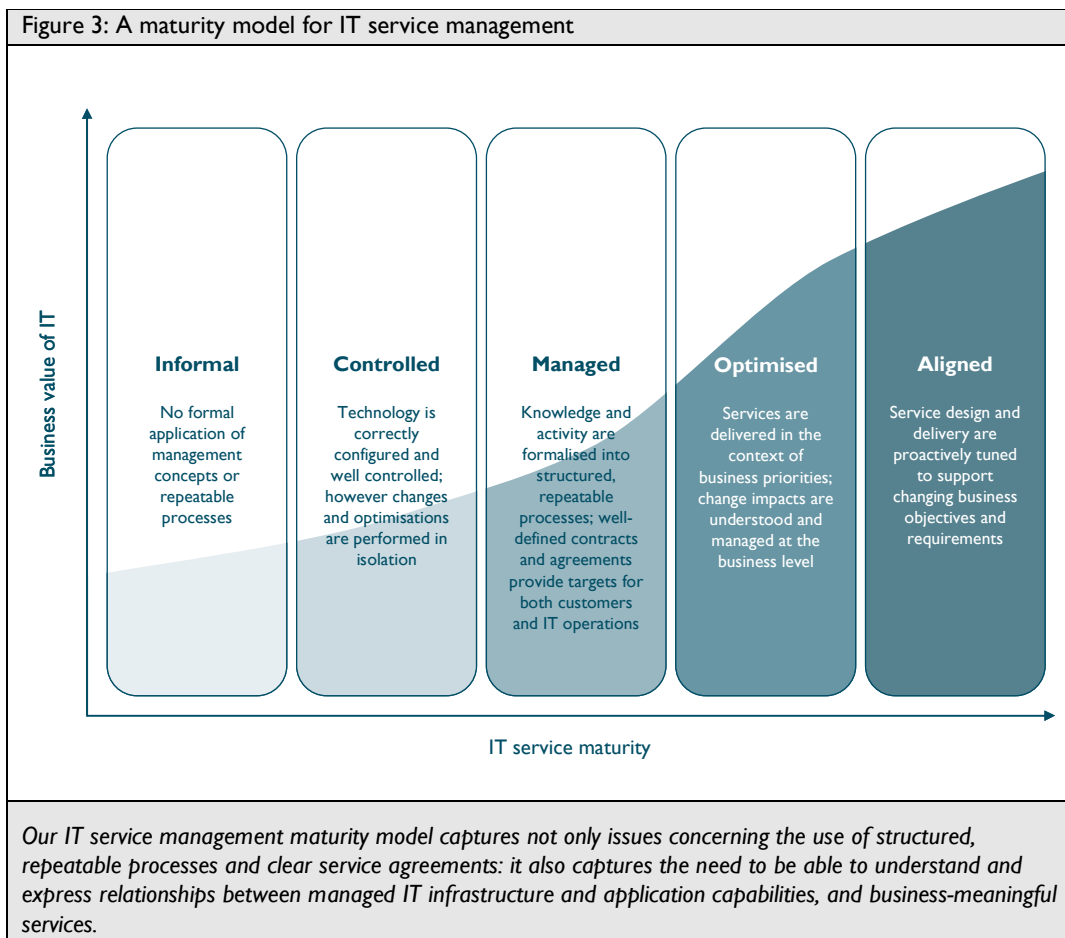 Figure 3: A maturity model for IT service management
Business value of IT
Informal
No formal
application of
management
concepts or
repeatable
processes
Controlled
Technology is
correctly
configured and
well controlled;
however changes
and optimisations
are performed in
isolation
Managed
Knowledge and
activity are
formalised into
structured,
repeatable
processes; well-
defined contracts
and agreements
provide targets for
both customers
and IT operations
Optimised
Services are
delivered in the
context of
business priorities;
change impacts are
understood and
managed at the
business level
Aligned
Service design and
delivery are
proactively tuned
to support
changing business
objectives and
requirements
IT service maturity
Our IT service management maturity model captures not only issues concerning the use of structured,
repeatable processes and clear service agreements: it also captures the need to be able to understand and
express relationships between managed IT infrastructure and application capabilities, and business-meaningful
services.